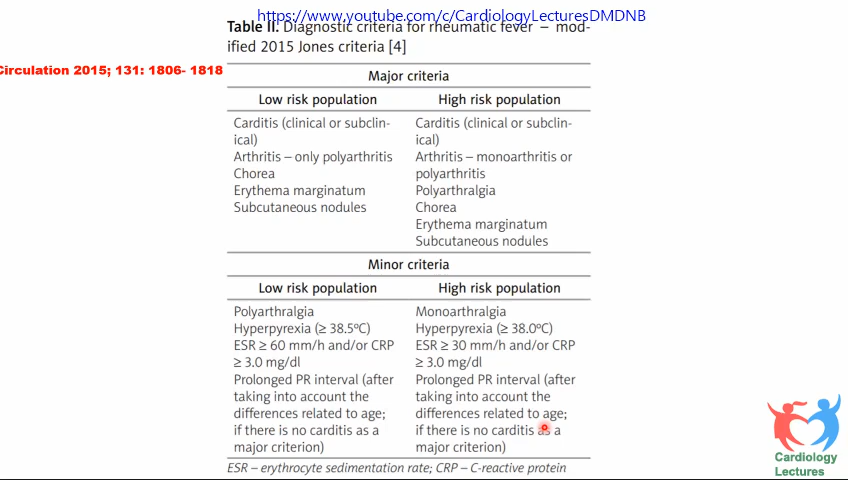 https://www.youtube.com/c/CardiologyLecturesDMDNB
Table II. Diagnostic criteria for rheumatic fever – mod-
ified 2015 Jones criteria [4]
Circulation 2015; 131: 1806- 1818
Major criteria
Low risk population High risk population
Carditis (clinical or subclin- Carditis (clinical or subclin-
ical) ical)
Arthritis – only polyarthritis Arthritis – monoarthritis or
Chorea polyarthritis
Erythema marginatum Polyarthralgia
Subcutaneous nodules Chorea
Erythema marginatum
Subcutaneous nodules
Minor criteria
Low risk population High risk population
Polyarthralgia Monoarthralgia
Hyperpyrexia (≥ 38.5ºC) Hyperpyrexia (≥ 38.0ºC)
ESR ≥ 60 mm/h and/or CRP ESR ≥ 30 mm/h and/or CRP
≥ 3.0 mg/dl ≥ 3.0 mg/dl
Prolonged PR interval (after Prolonged PR interval (after
taking into account the taking into account the
differences related to age; differences related to age;
if there is no carditis as a if there is no carditis as a
major criterion) major criterion)
ESR – erythrocyte sedimentation rate; CRP – C-reactive protein
Cardiology
Lectures